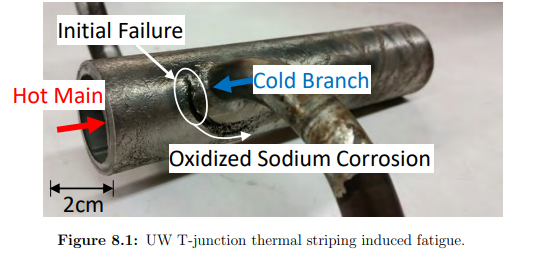 Initial Failure
Cold Branch
Hot Main
Oxidized Sodium Corrosion
2cm
Figure 8.1: UW T-junction thermal striping induced fatigue.